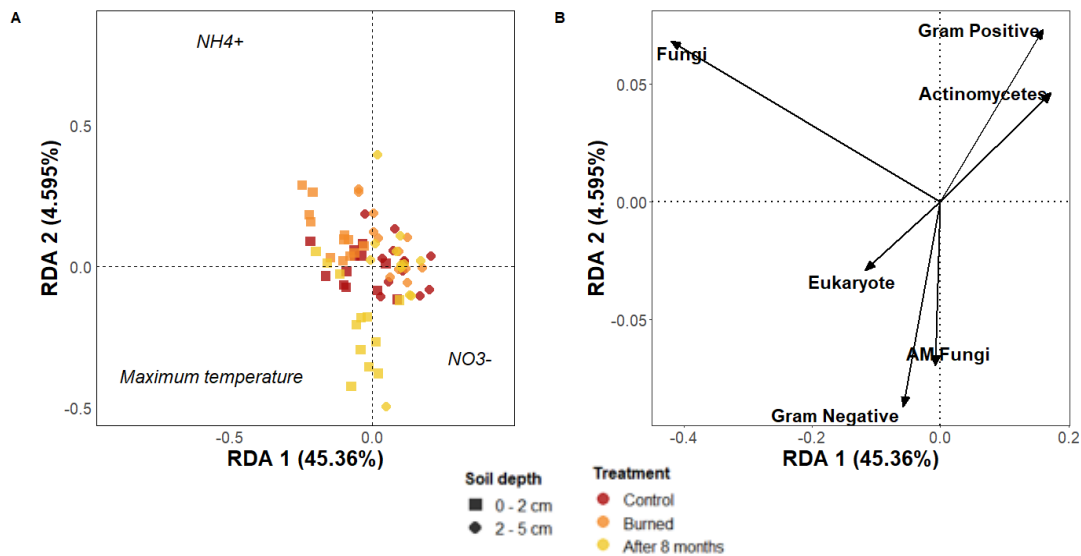 A
NH4+
0.5
0.0
-0.5
RDA 2 (4.595%)
NO3-
Maximum temperature
-0.5
0.0
RDA 1 (45.36%)
B
Gram Positive
Fungi
Actinomycetes
0.05
0.00
-0.05
RDA 2 (4.595%)
Eukaryote
AM Fungi
Gram Negative
-0.4
-0.2
0.0
0.2
RDA 1 (45.36%)
Soil depth
0 - 2 cm
2 - 5 cm
Treatment
Control
Burned
After 8 months